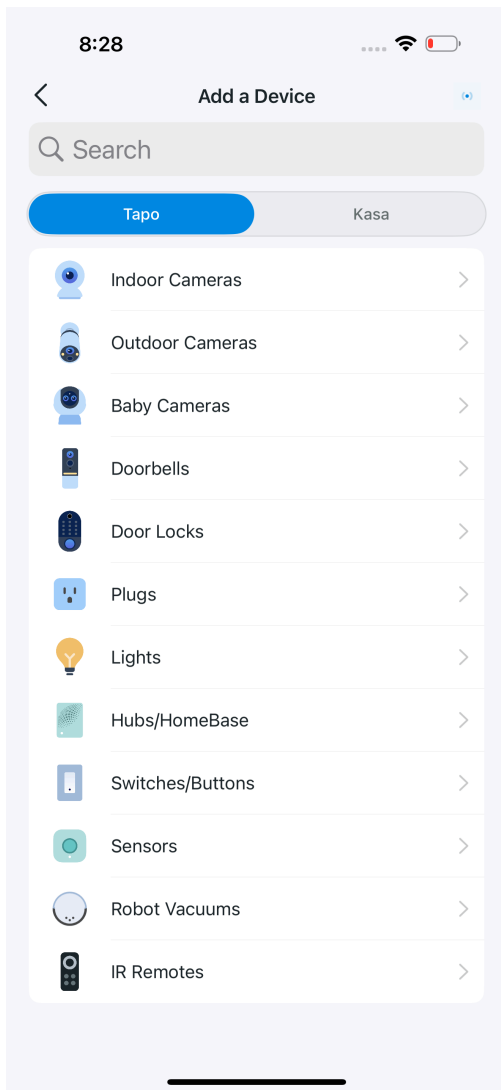 8:28
Add a Device
Search
Tapo
Kasa
Indoor Cameras
Outdoor Cameras
Baby Cameras
Doorbells
Door Locks
Plugs
Lights
Hubs/HomeBase
Switches/Buttons
Sensors
Robot Vacuums
IR Remotes